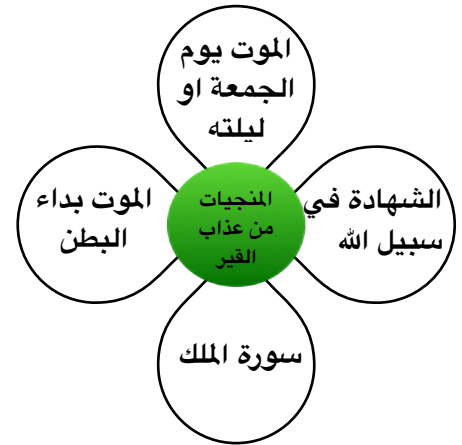 الموت يوم
الجمعة او
ليلته
الشهادة في
سبيل الله
المنجيات
من عذاب
القير
الموت بداء
البطن
سورة الملك